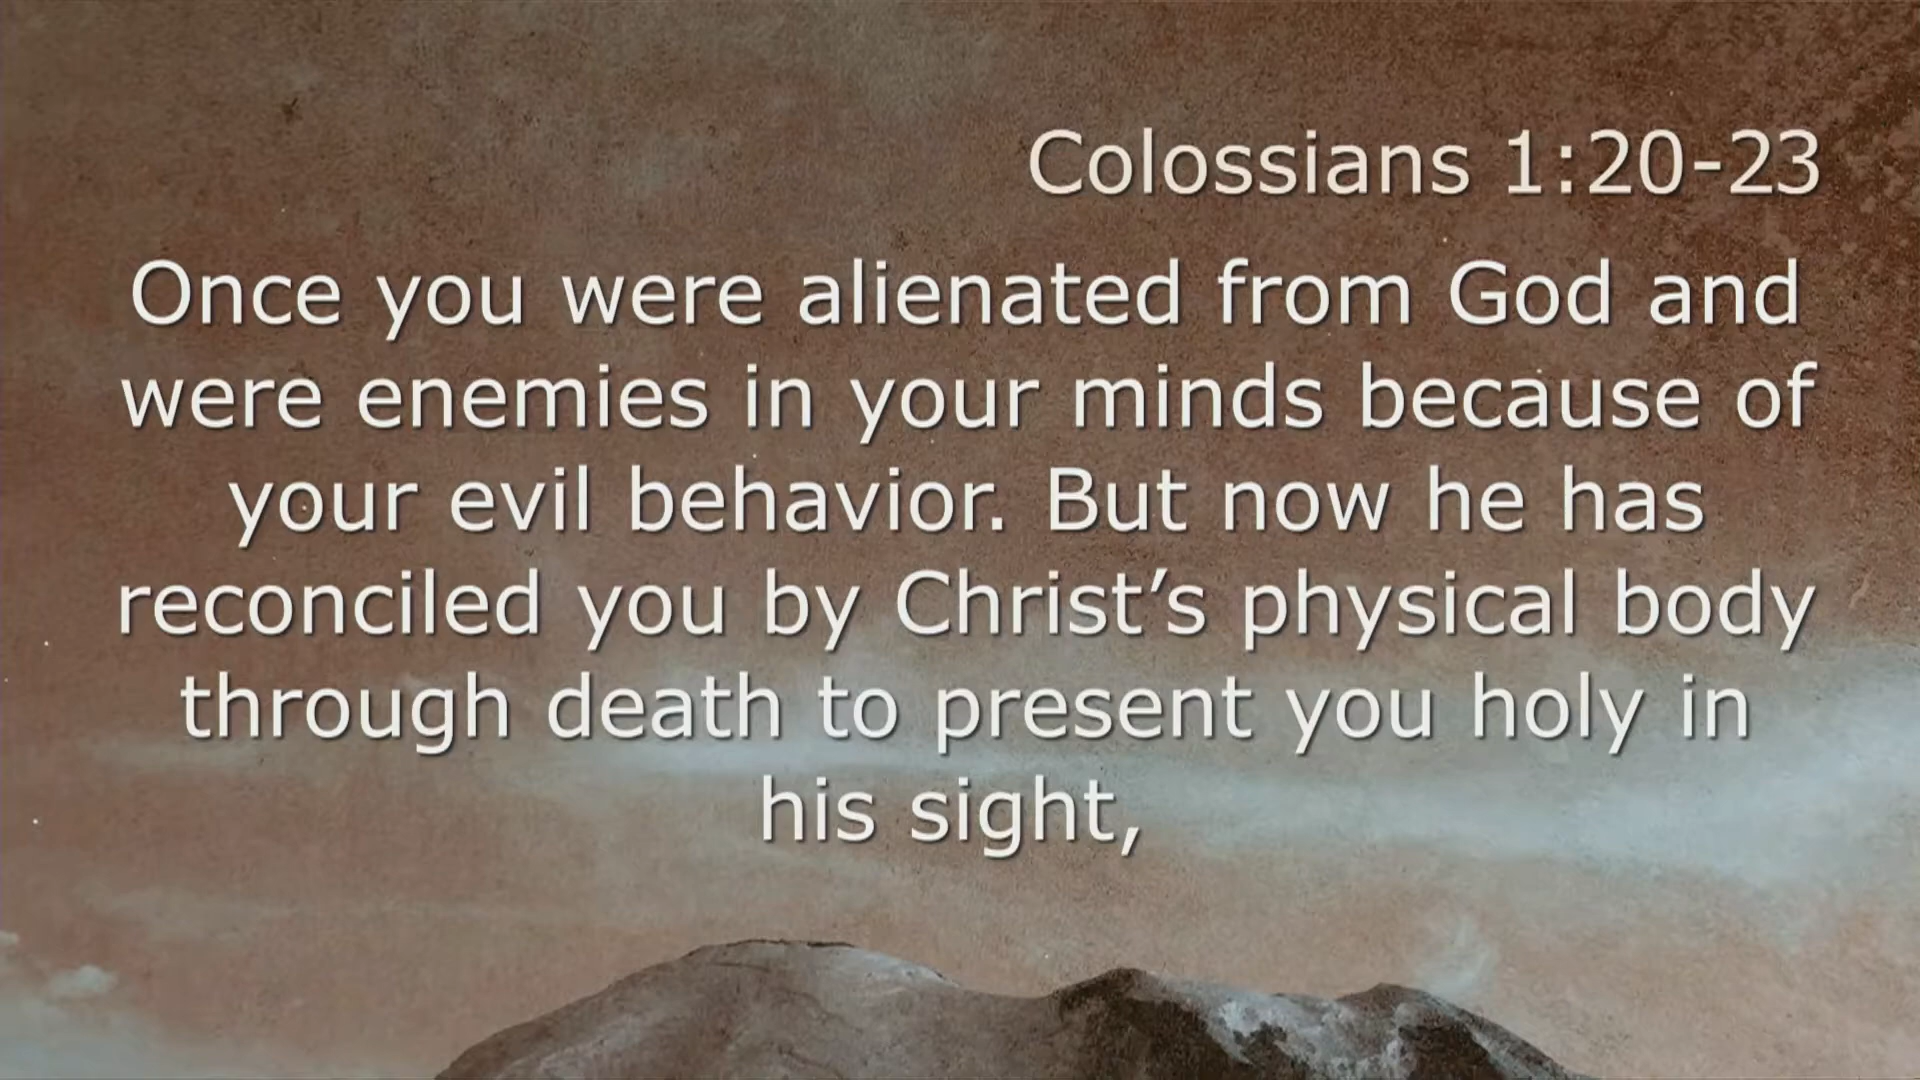 Colossians 1:20-23
Once you were alienated from God and
were enemies in your minds because of
your evil behavior. But now he has
reconciled you by Christ’s physical body
through death to present you holy in
his sight,